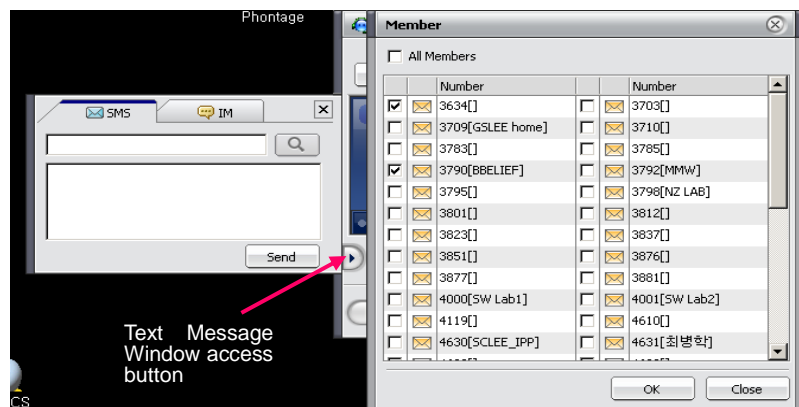 Phontage
SMS
IM
Send
Text Message
Window access
button
CS
Member
All Members
Number Number
3634[] 3703[]
3709[GSLEE home] 3710[]
3783[] 3785[]
3790[BBELIEF] 3792[MMW]
3795[] 3798[NZ LAB]
3801[] 3812[]
3823[] 3837[]
3851[] 3876[]
3877[] 3881[]
4000[SW Lab1] 4001[SW Lab2]
4119[] 4610[]
4630[SCLEE_IPP] 4631[최병학]
OK Close